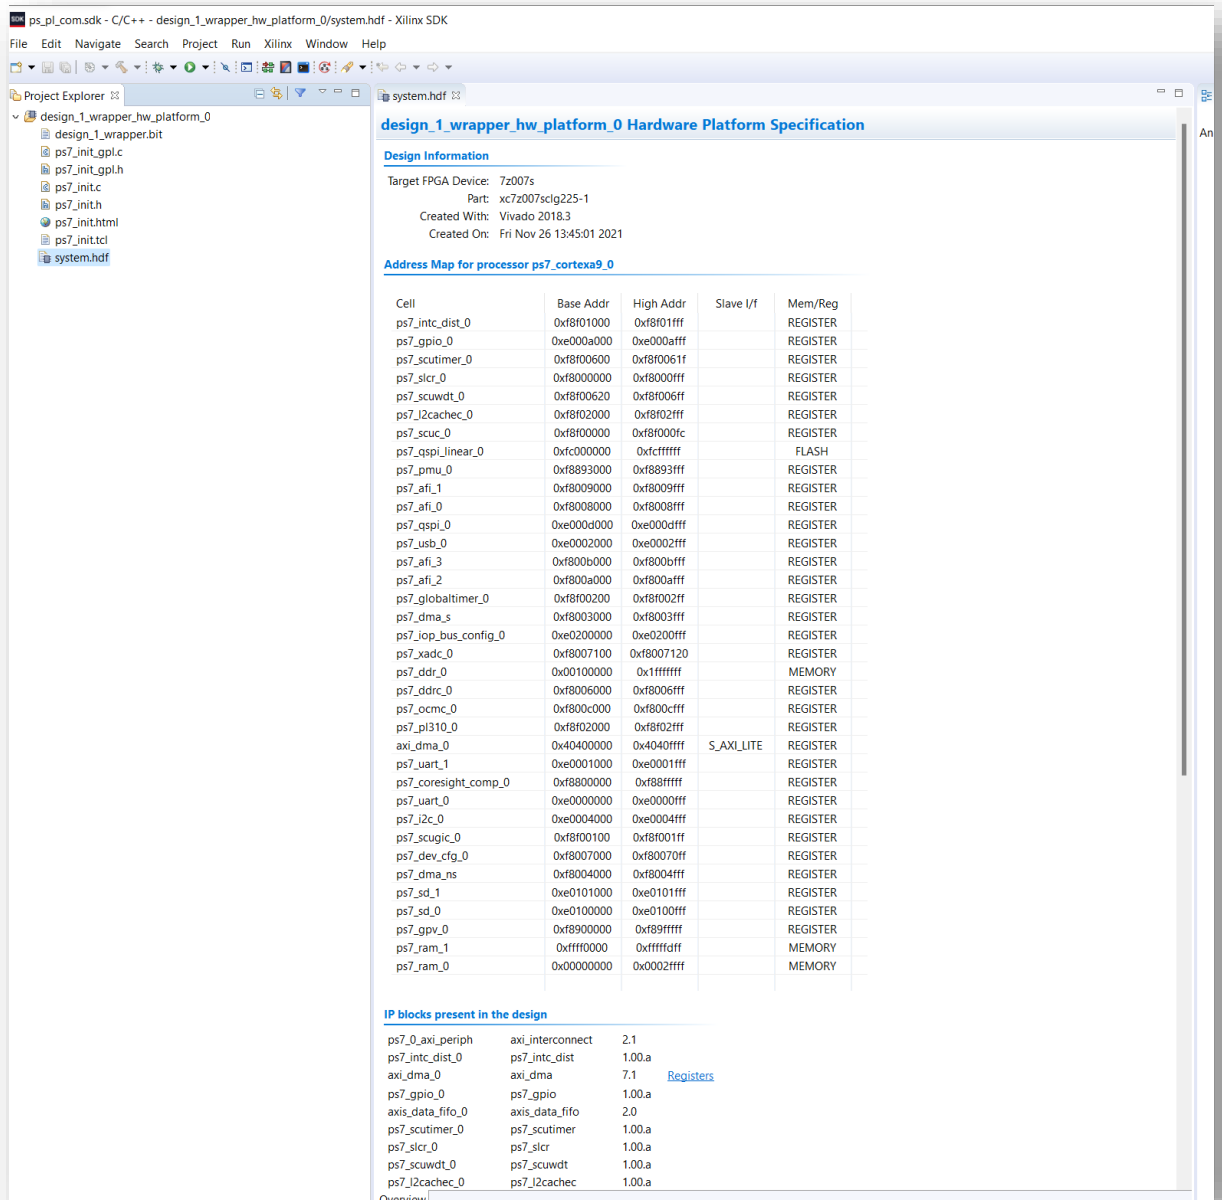 ps_pl_com.sdk - C/C++ - design_1_wrapper_hw_platform_0/system.hdf - Xilinx SDK
File Edit Navigate Search Project Run Xilinx Window Help
Project Explorer
design_1_wrapper_hw_platform_0
design_1_wrapper.bit
ps7_init_gpl.c
ps7_init_gpl.h
ps7_init.c
ps7_init.h
ps7_init.html
ps7_init.tcl
system.hdf
system.hdf
design_1_wrapper_hw_platform_0 Hardware Platform Specification
Design Information
Target FPGA Device: 7z007s
Part: xc7z007sclg225-1
Created With: Vivado 2018.3
Created On: Fri Nov 26 13:45:01 2021
Address Map for processor ps7_cortexa9_0
Cell Base Addr High Addr Slave I/f Mem/Reg
ps7_intc_dist_0 0xf8f01000 0xf8f01fff REGISTER
ps7_gpio_0 0xe000a000 0xe000afff REGISTER
ps7_scutimer_0 0xf8f00600 0xf8f0061f REGISTER
ps7_slcr_0 0xf8000000 0xf8000fff REGISTER
ps7_scuwdt_0 0xf8f00620 0xf8f006ff REGISTER
ps7_l2cachec_0 0xf8f02000 0xf8f02fff REGISTER
ps7_scuc_0 0xf8f00000 0xf8f000fc REGISTER
ps7_qspi_linear_0 0xfc000000 0xfcffffff FLASH
ps7_pmu_0 0xf8893000 0xf8893fff REGISTER
ps7_afi_1 0xf8009000 0xf8009fff REGISTER
ps7_afi_0 0xf8008000 0xf8008fff REGISTER
ps7_qspi_0 0xe000d000 0xe000dfff REGISTER
ps7_usb_0 0xe0002000 0xe0002fff REGISTER
ps7_afi_3 0xf800b000 0xf800bfff REGISTER
ps7_afi_2 0xf800a000 0xf800afff REGISTER
ps7_globaltimer_0 0xf8f00200 0xf8f002ff REGISTER
ps7_dma_s 0xf8003000 0xf8003fff REGISTER
ps7_iop_bus_config_0 0xe0200000 0xe0200fff REGISTER
ps7_xadc_0 0xf8007100 0xf8007120 REGISTER
ps7_ddr_0 0x00100000 0x1fffffff MEMORY
ps7_ddrc_0 0xf8006000 0xf8006fff REGISTER
ps7_ocmc_0 0xf800c000 0xf800cfff REGISTER
ps7_pl310_0 0xf8f02000 0xf8f02fff REGISTER
axi_dma_0 0x40400000 0x4040ffff S_AXI_LITE REGISTER
ps7_uart_1 0xe0001000 0xe0001fff REGISTER
ps7_coresight_comp_0 0xf8800000 0xf88fffff REGISTER
ps7_uart_0 0xe0000000 0xe0000fff REGISTER
ps7_i2c_0 0xe0004000 0xe0004fff REGISTER
ps7_scugic_0 0xf8f00100 0xf8f001ff REGISTER
ps7_dev_cfg_0 0xf8007000 0xf80070ff REGISTER
ps7_dma_ns 0xf8004000 0xf8004fff REGISTER
ps7_sd_1 0xe0101000 0xe0101fff REGISTER
ps7_sd_0 0xe0100000 0xe0100fff REGISTER
ps7_gpv_0 0xf8900000 0xf89fffff REGISTER
ps7_ram_1 0xffff0000 0xfffffdff MEMORY
ps7_ram_0 0x00000000 0x0002ffff MEMORY
IP blocks present in the design
ps7_0_axi_periph axi_interconnect 2.1
ps7_intc_dist_0 ps7_intc_dist 1.00.a
axi_dma_0 axi_dma 7.1 Registers
ps7_gpio_0 ps7_gpio 1.00.a
axis_data_fifo_0 axis_data_fifo 2.0
ps7_scutimer_0 ps7_scutimer 1.00.a
ps7_slcr_0 ps7_slcr 1.00.a
ps7_scuwdt_0 ps7_scuwdt 1.00.a
ps7_l2cachec_0 ps7_l2cachec 1.00.a
Overview
An